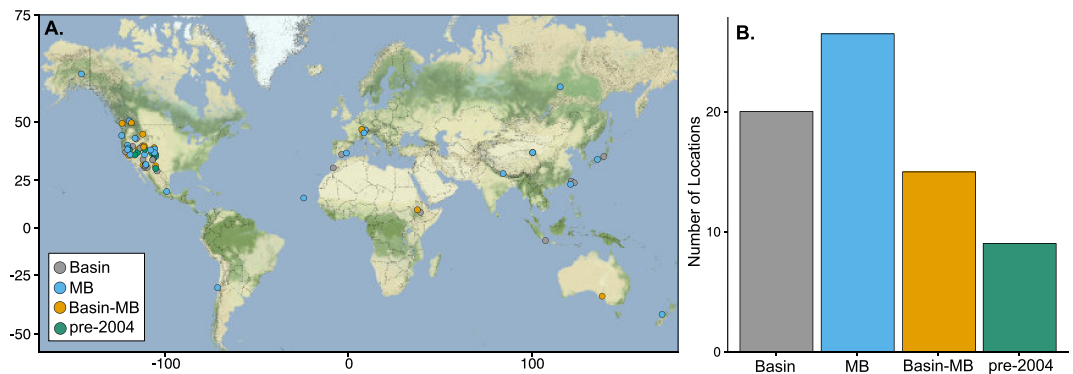 A.
75
50
25
0
-25
-50
Basin
MB
Basin-MB
pre-2004
-100
0
100
B.
Number of Locations
20
10
0
Basin
MB
Basin-MB
pre-2004